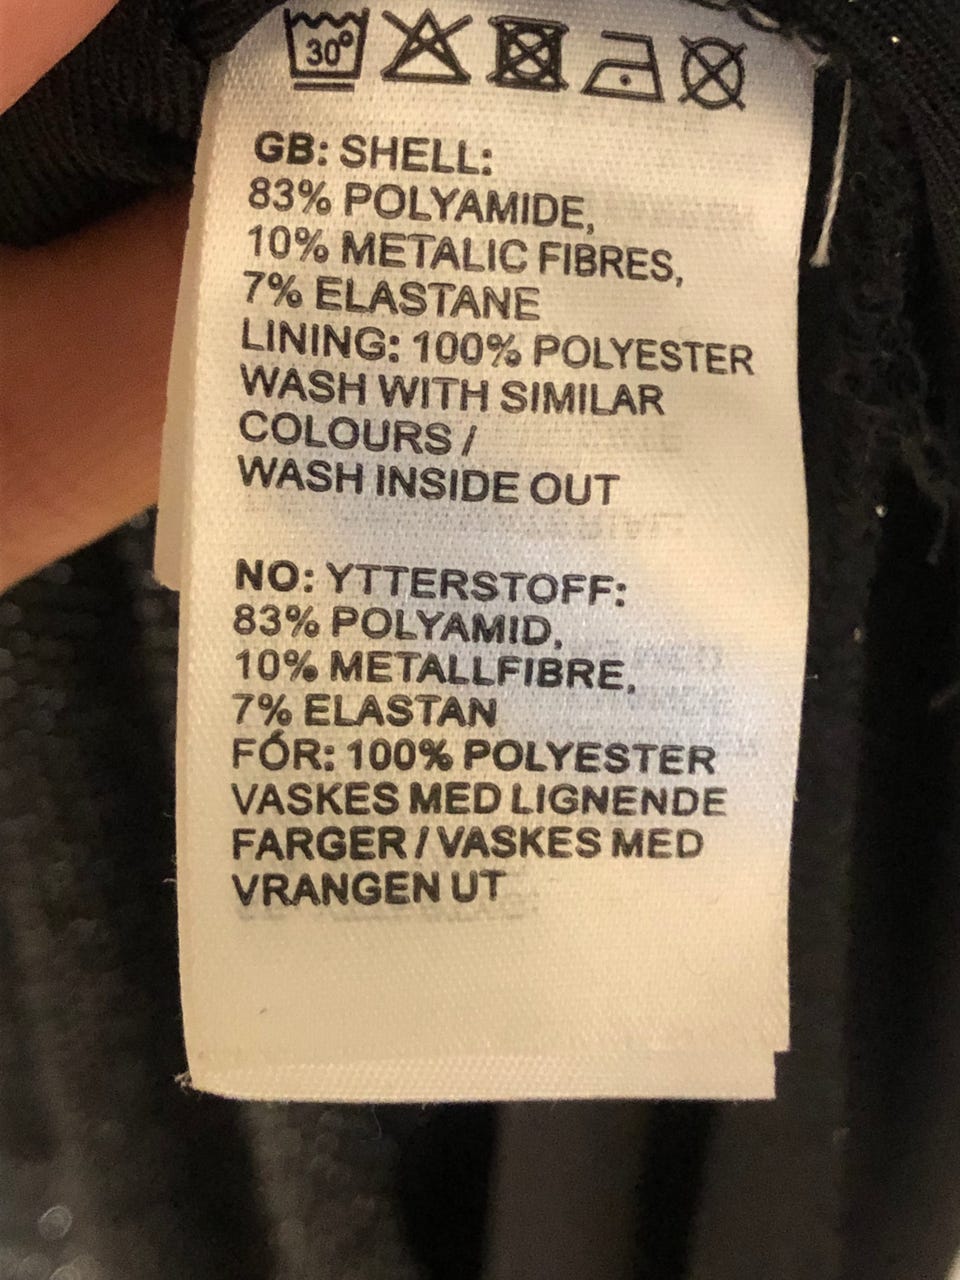 30°
GB: SHELL:
83% POLYAMIDE,
10% METALIC FIBRES,
7% ELASTANE
LINING: 100% POLYESTER
WASH WITH SIMILAR
COLOURS /
WASH INSIDE OUT
NO: YTTERSTOFF:
83% POLYAMID,
10% METALLFIBRE,
7% ELASTAN
FÓR: 100% POLYESTER
VASKES MED LIGNENDE
FARGER / VASKES MED
VRANGEN UT